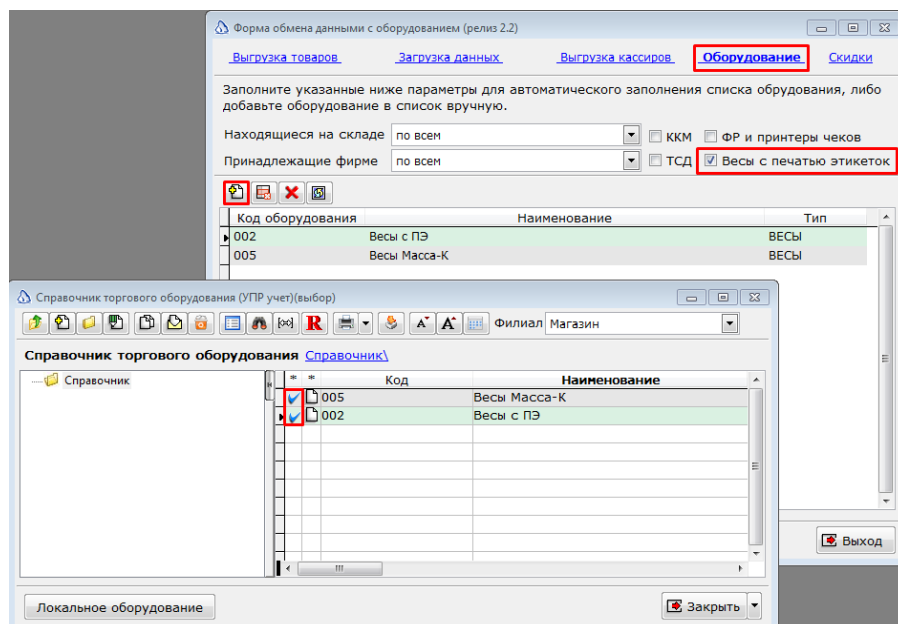 Форма обмена данными с оборудованием (релиз 2.2)
Выгрузка товаров Загрузка данных Выгрузка кассиров Оборудование Скидки
Заполните указанные ниже параметры для автоматического заполнения списка обрудования, либо
добавьте оборудование в список вручную.
Находящиеся на складе по всем ККМ ФР и принтеры чеков
Принадлежащие фирме по всем ТСД Весы с печатью этикеток
Код оборудования Наименование Тип
002 Весы с ПЭ ВЕСЫ
005 Весы Масса-К ВЕСЫ
Выход
Справочник торгового оборудования (УПР учет)(выбор)
R А А Филиал Магазин
Справочник торгового оборудования Справочник\
Справочник
* * Код Наименование
005 Весы Масса-К
002 Весы с ПЭ
Локальное оборудование Закрыть